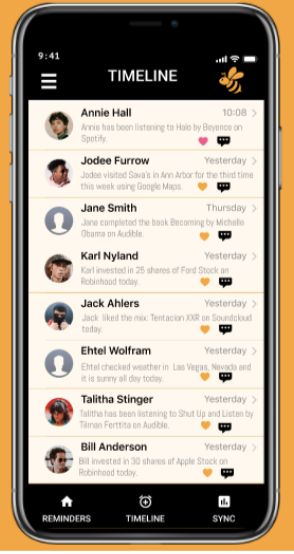 9:41
TIMELINE
Annie Hall 10:08
Annie has been listening to Halo by Beyonce on
Spotify.
Jodee Furrow Yesterday
Jodee visited Sava's in Ann Arbor for the third time
this week using Google Maps.
Jane Smith Thursday
Jane completed the book Becoming by Michelle
Obama on Audible.
Karl Nyland Yesterday
Karl invested in 25 shares of Ford Stock on
Robinhood today.
Jack Ahlers Yesterday
Jack liked the mix: Tentacion XXR on Soundcloud
today.
Ehtel Wolfram Yesterday
Ehtel checked weather in Las Vegas, Nevada and
it is sunny all day today.
Talitha Stinger Yesterday
Talitha has been listening to Shut Up and Listen by
Tilman Ferttita on Audible.
Bill Anderson Yesterday
Bill invested in 30 shares of Apple Stock on
Robinhood today.
REMINDERS TIMELINE SYNC